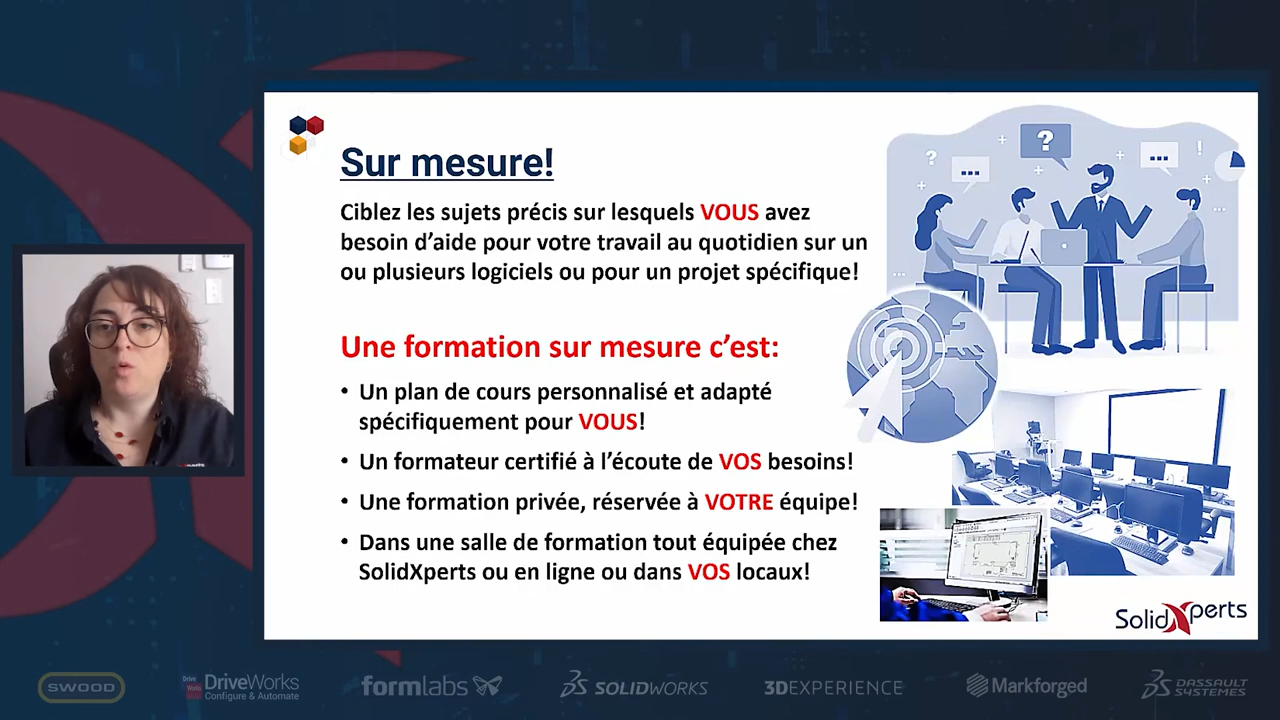 Sur mesure!
Ciblez les sujets précis sur lesquels VOUS avez
besoin d’aide pour votre travail au quotidien sur un
ou plusieurs logiciels ou pour un projet spécifique!
Une formation sur mesure c’est:
• Un plan de cours personnalisé et adapté
spécifiquement pour VOUS!
• Un formateur certifié à l’écoute de VOS besoins!
• Une formation privée, réservée à VOTRE équipe!
• Dans une salle de formation tout équipée chez
SolidXperts ou en ligne ou dans VOS locaux!
?
?
...
...
!
SolidXperts
SWOOD
Drive Works
DriveWorks
Configure & Automate
formlabs
SOLIDWORKS
3DEXPERIENCE
Markforged
DASSAULT
SYSTEMES